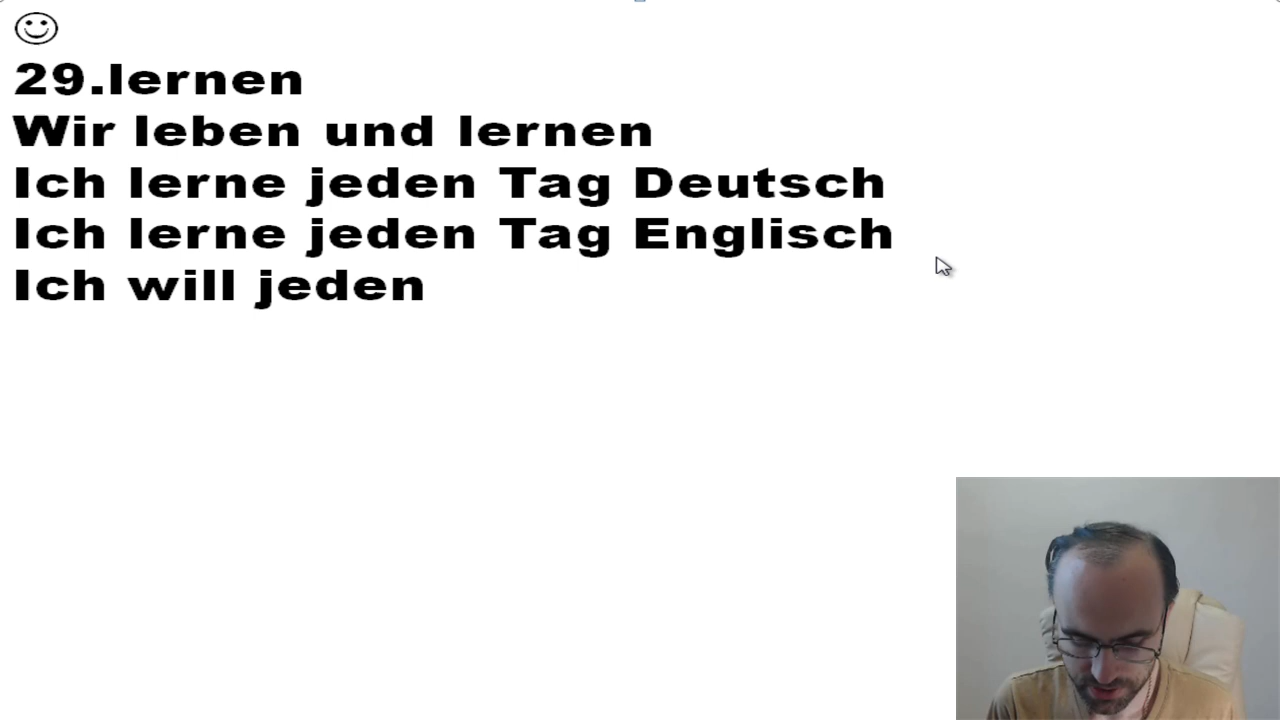 29.lernen
Wir leben und lernen
Ich lerne jeden Tag Deutsch
Ich lerne jeden Tag Englisch
Ich will jeden